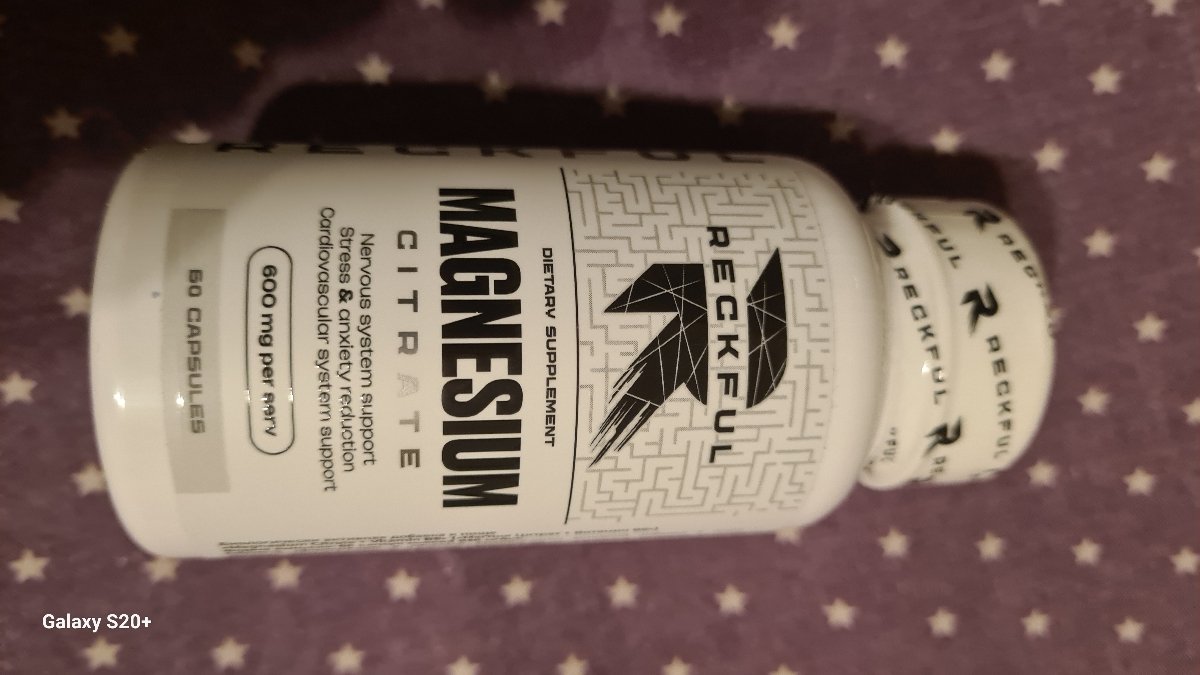 RECKFUL
DIETARY SUPPLEMENT
MAGNESIUM
CITRATE
Nervous system support
Stress & anxiety reduction
Cardiovascular system support
600 mg per serv
60 CAPSULES
RECKFUL
RECKFUL
RECKFUL
Galaxy S20+